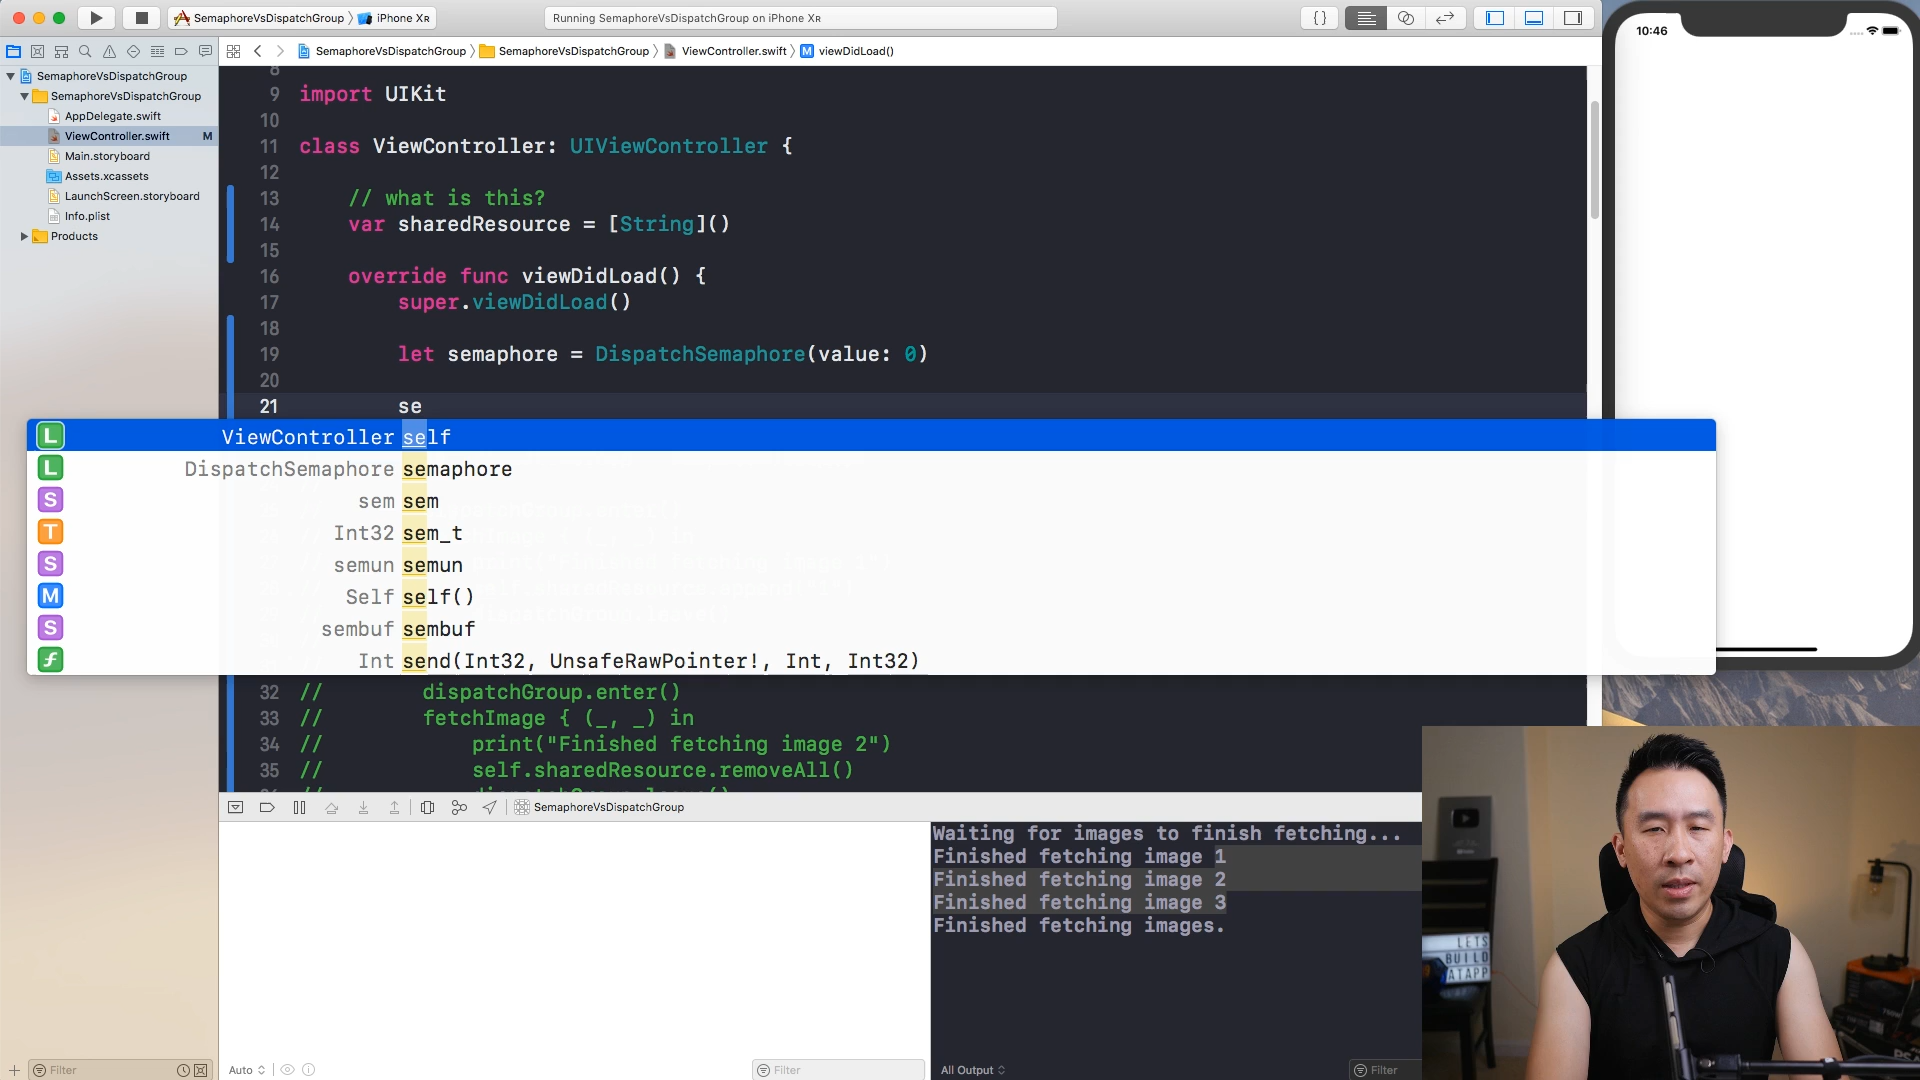 SemaphoreVsDispatchGroup
iPhone XR
Running SemaphoreVsDispatchGroup on iPhone XR
10:46
SemaphoreVsDispatchGroup
SemaphoreVsDispatchGroup
ViewController.swift
M
viewDidLoad()
SemaphoreVsDispatchGroup
SemaphoreVsDispatchGroup
AppDelegate.swift
ViewController.swift M
Main.storyboard
Assets.xcassets
LaunchScreen.storyboard
Info.plist
Products
8
9 import UIKit
10
11 class ViewController: UIViewController {
12
13 // what is this?
14 var sharedResource = [String]()
15
16 override func viewDidLoad() {
17 super.viewDidLoad()
18
19 let semaphore = DispatchSemaphore(value: 0)
20
21 se
L ViewController self
L DispatchSemaphore semaphore
S sem sem
T Int32 sem_t
S semun semun
M Self self()
S sembuf sembuf
f Int send(Int32, UnsafeRawPointer!, Int, Int32)
32 // dispatchGroup.enter()
33 // fetchImage { (_, _) in
34 // print("Finished fetching image 2")
35 // self.sharedResource.removeAll()
SemaphoreVsDispatchGroup
Waiting for images to finish fetching...
Finished fetching image 1
Finished fetching image 2
Finished fetching image 3
Finished fetching images.
Filter
Auto
Filter
All Output
Filter
LETS
BUILD
ATAPP